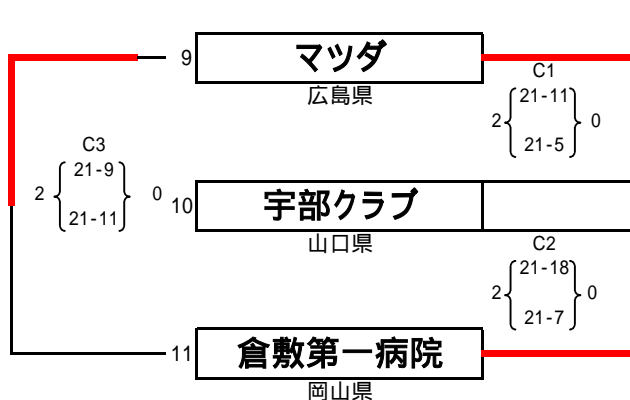 9 マツダ
広島県
C1
21-11
2 0
21-5
C3
21-9
2 0
21-11
10 宇部クラブ
山口県
C2
21-18
2 0
21-7
11 倉敷第一病院
岡山県